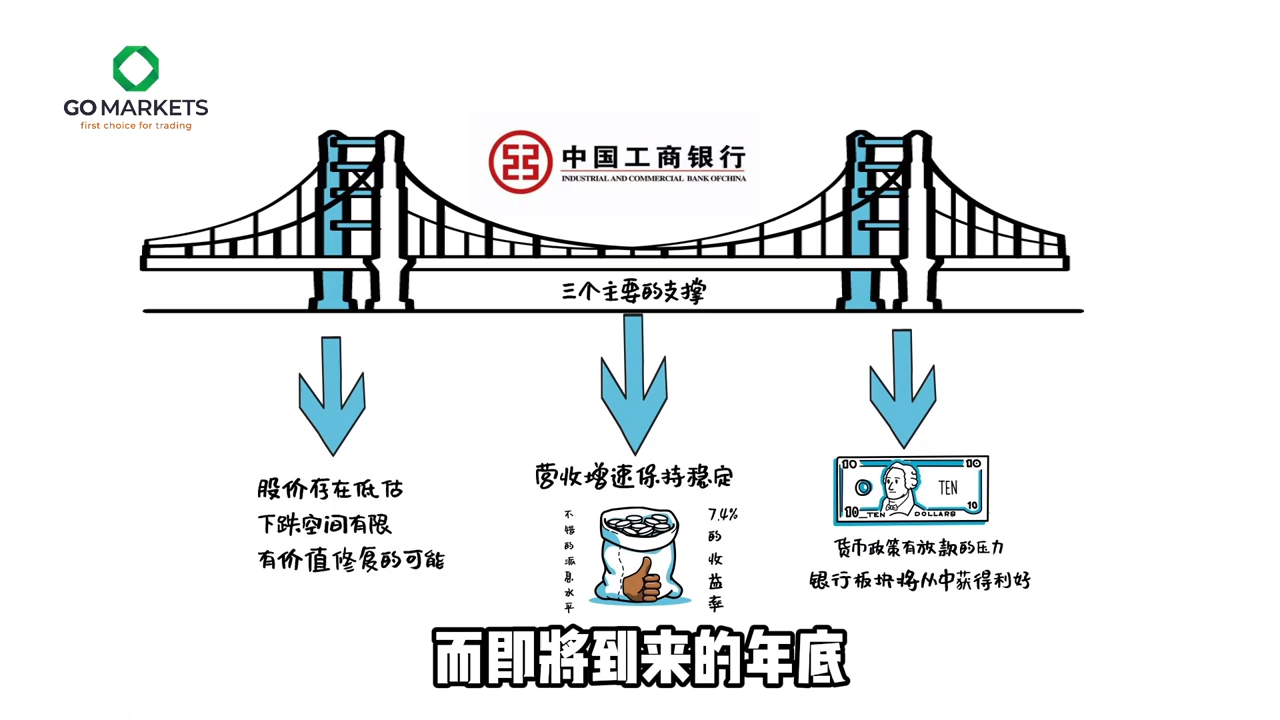 GO MARKETS
first choice for trading
中国工商银行
INDUSTRIAL AND COMMERCIAL BANK OF CHINA
三个主要的支撑
股价存在低估
下跌空间有限
有价值修复的可能
营收增速保持稳定
不错的派息水平
7.4%的收益率
10 10
TEN
10 TEN DOLLARS 10
货币政策有放款的压力
银行板块将从中获得利好
而即將到来的年底